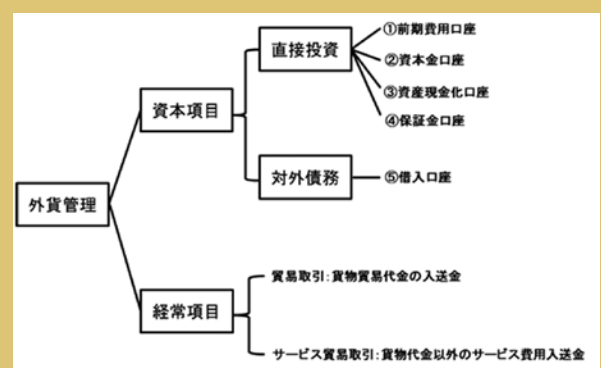 外貨管理
資本項目
直接投資
①前期費用口座
②資本金口座
③資産現金化口座
④保証金口座
対外債務
⑤借入口座
経常項目
貿易取引:貨物貿易代金の入送金
サービス貿易取引:貨物代金以外のサービス費用入送金